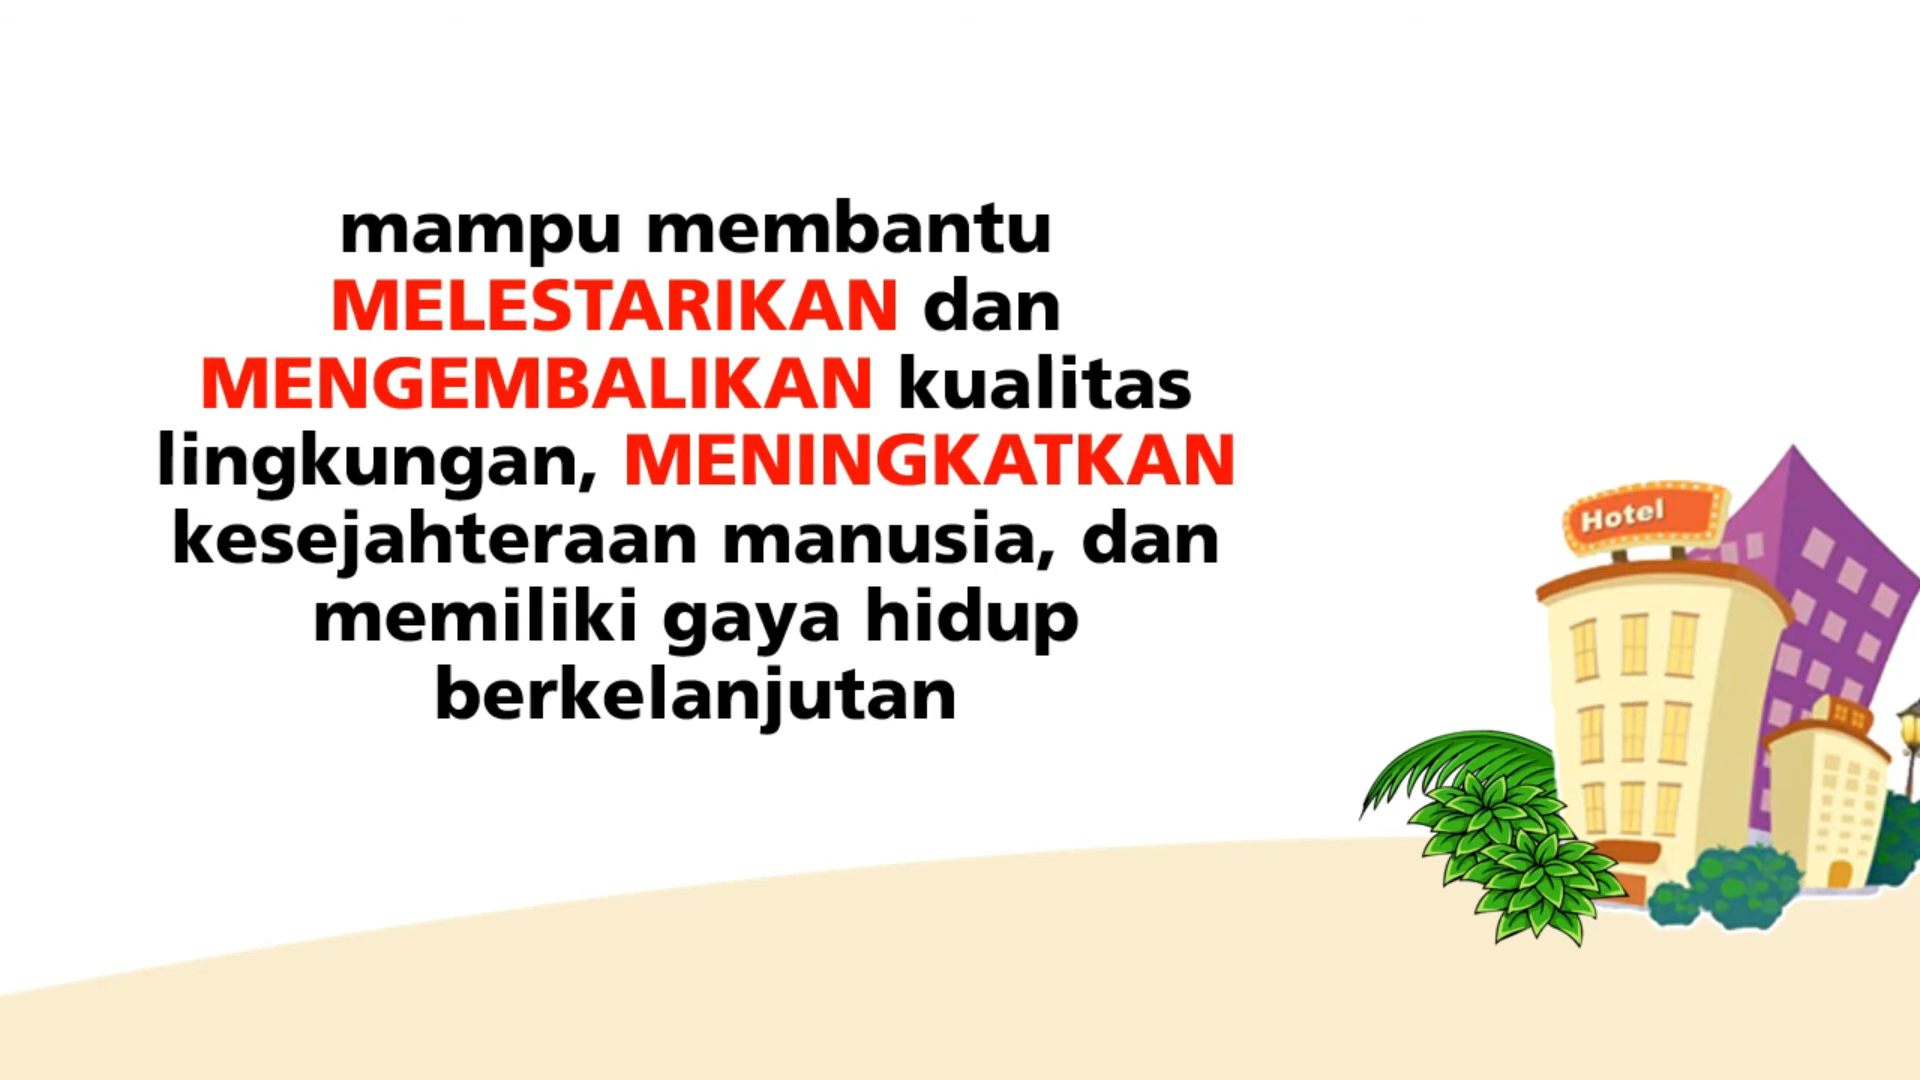 mampu membantu
MELESTARIKAN dan
MENGEMBALIKAN kualitas
lingkungan, MENINGKATKAN
kesejahteraan manusia, dan
memiliki gaya hidup
berkelanjutan
Hotel